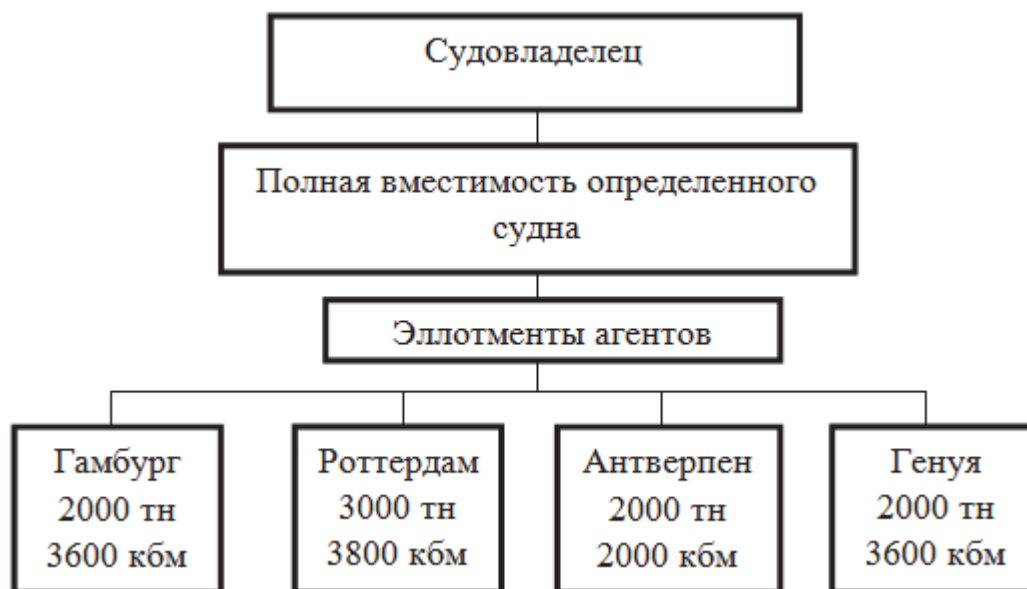 Судовладелец
Полная вместимость определенного
судна
Эллотменты агентов
Гамбург
2000 тн
3600 кбм
Роттердам
3000 тн
3800 кбм
Антверпен
2000 тн
2000 кбм
Генуя
2000 тн
3600 кбм